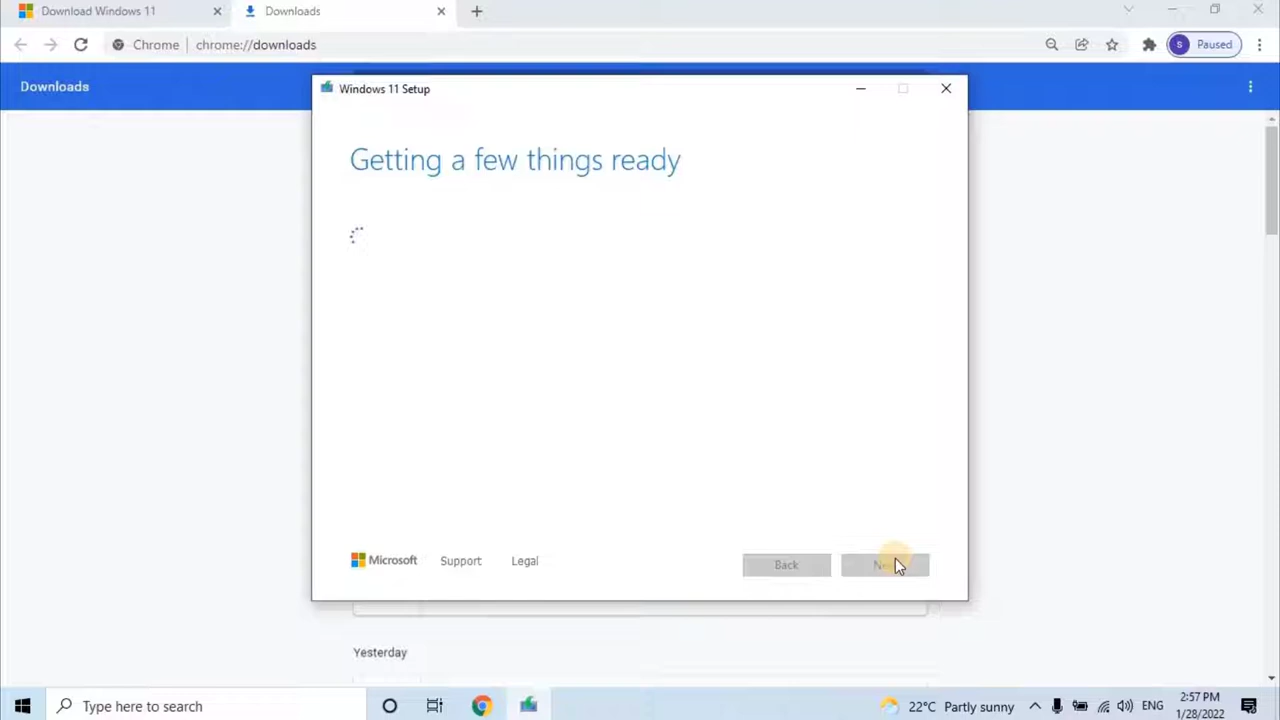 Download Windows 11
Downloads
Chrome
chrome://downloads
S
Paused
Downloads
Windows 11 Setup
Getting a few things ready
Microsoft
Support
Legal
Back
Yesterday
Type here to search
22°C Partly sunny
ENG
2:57 PM
1/28/2022